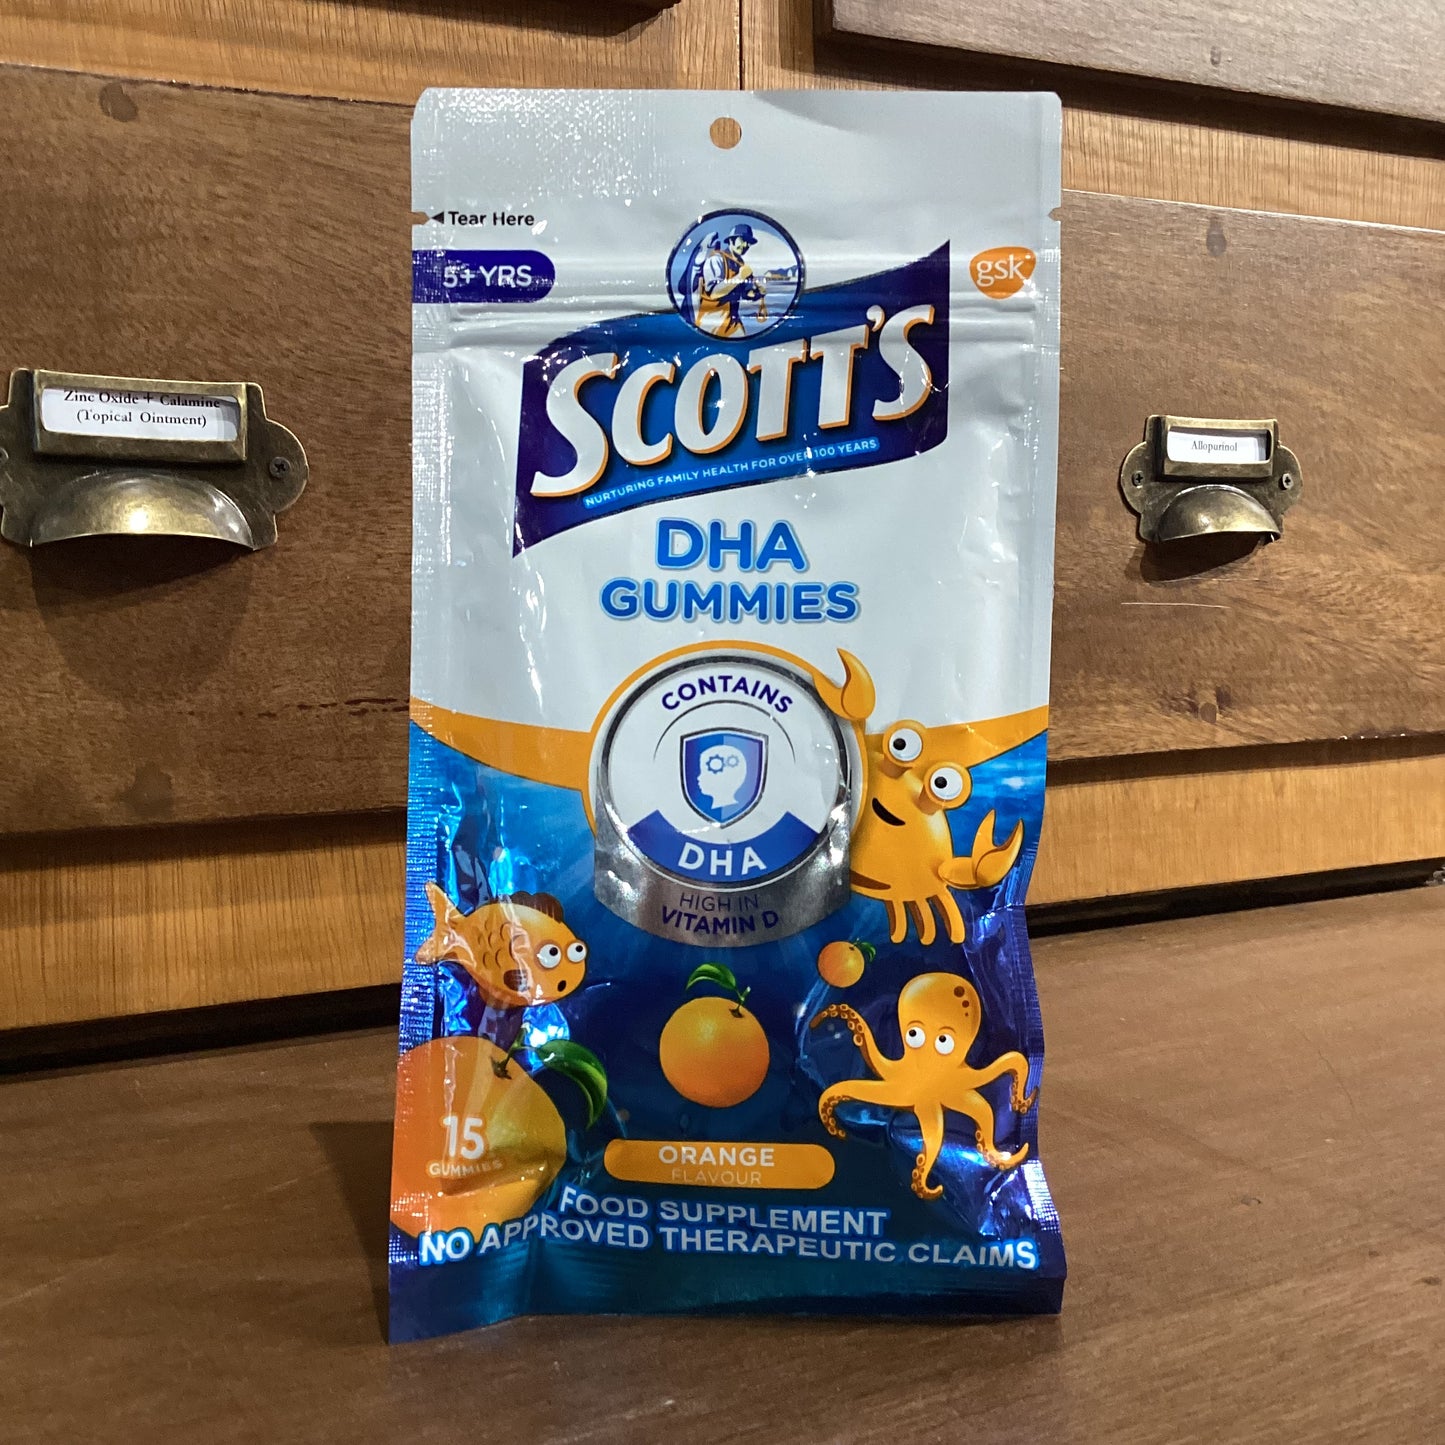 Tear Here
5+ YRS
gsk
SCOTT'S
NURTURING FAMILY HEALTH FOR OVER 100 YEARS
Zinc Oxide + Calamine
(Topical Ointment)
Allopurinol
DHA
GUMMIES
CONTAINS
DHA
HIGH IN
VITAMIN D
15
GUMMIES
ORANGE
FLAVOUR
FOOD SUPPLEMENT
NO APPROVED THERAPEUTIC CLAIMS